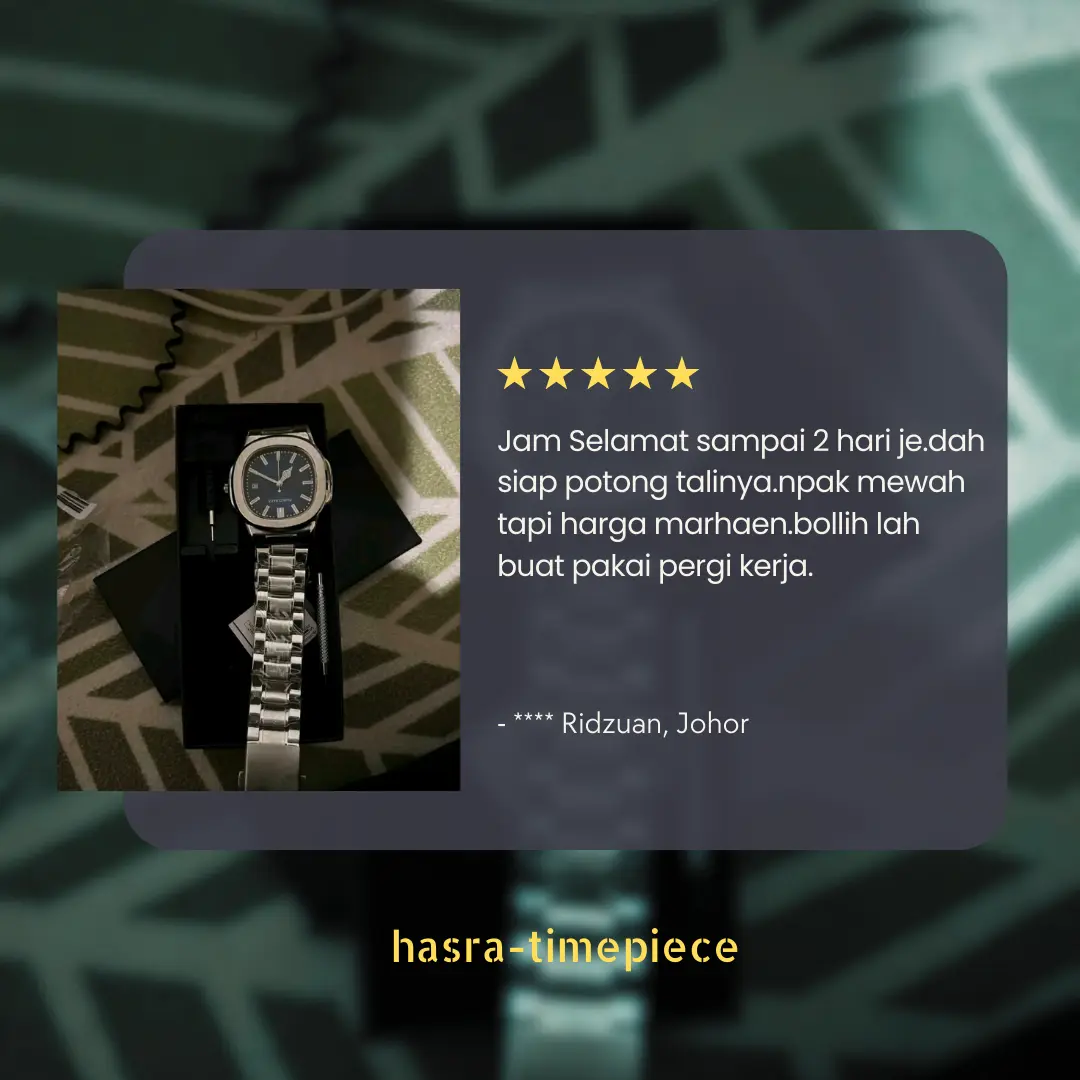 ★★★★★
Jam Selamat sampai 2 hari je.dah
siap potong talinya.npak mewah
tapi harga marhaen.bollih lah
buat pakai pergi kerja.
- **** Ridzuan, Johor
hasra-timepiece